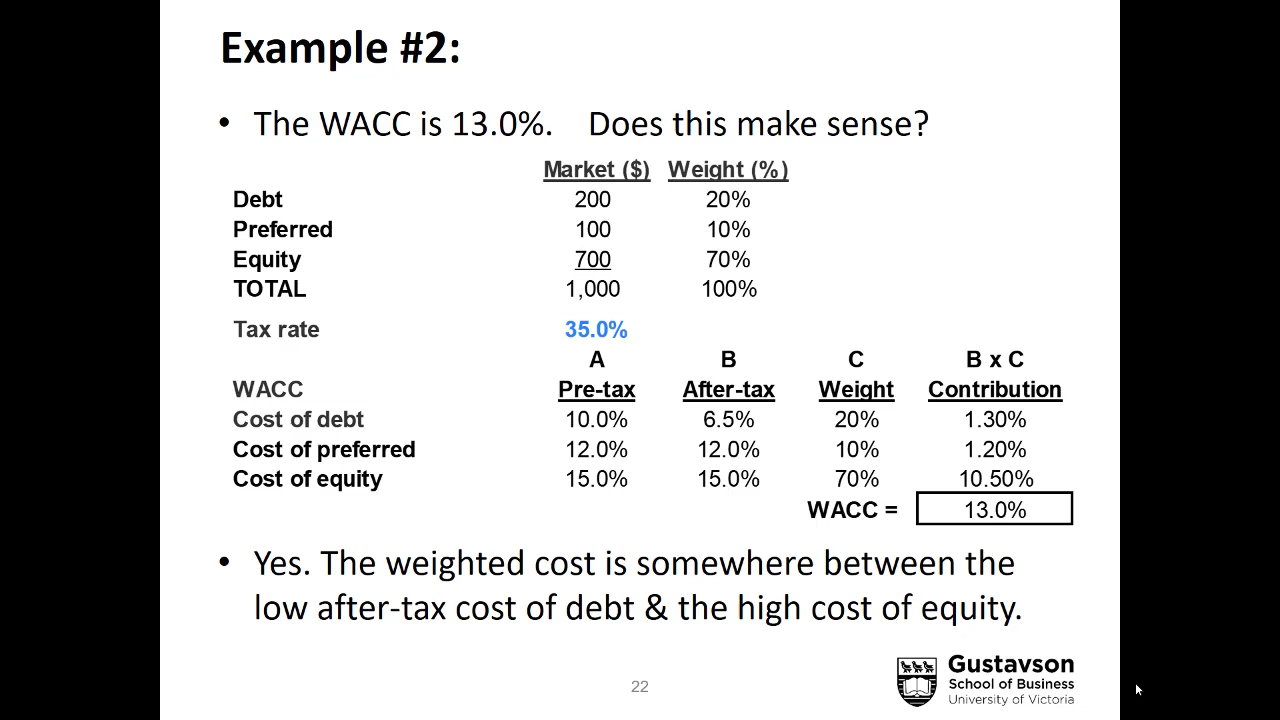 Example #2:
• The WACC is 13.0%. Does this make sense?
Market ($) Weight (%)
Debt 200 20%
Preferred 100 10%
Equity 700 70%
TOTAL 1,000 100%
Tax rate 35.0%
A B C B x C
WACC Pre-tax After-tax Weight Contribution
Cost of debt 10.0% 6.5% 20% 1.30%
Cost of preferred 12.0% 12.0% 10% 1.20%
Cost of equity 15.0% 15.0% 70% 10.50%
WACC = 13.0%
• Yes. The weighted cost is somewhere between the
low after-tax cost of debt & the high cost of equity.
22
Gustavson
School of Business
University of Victoria